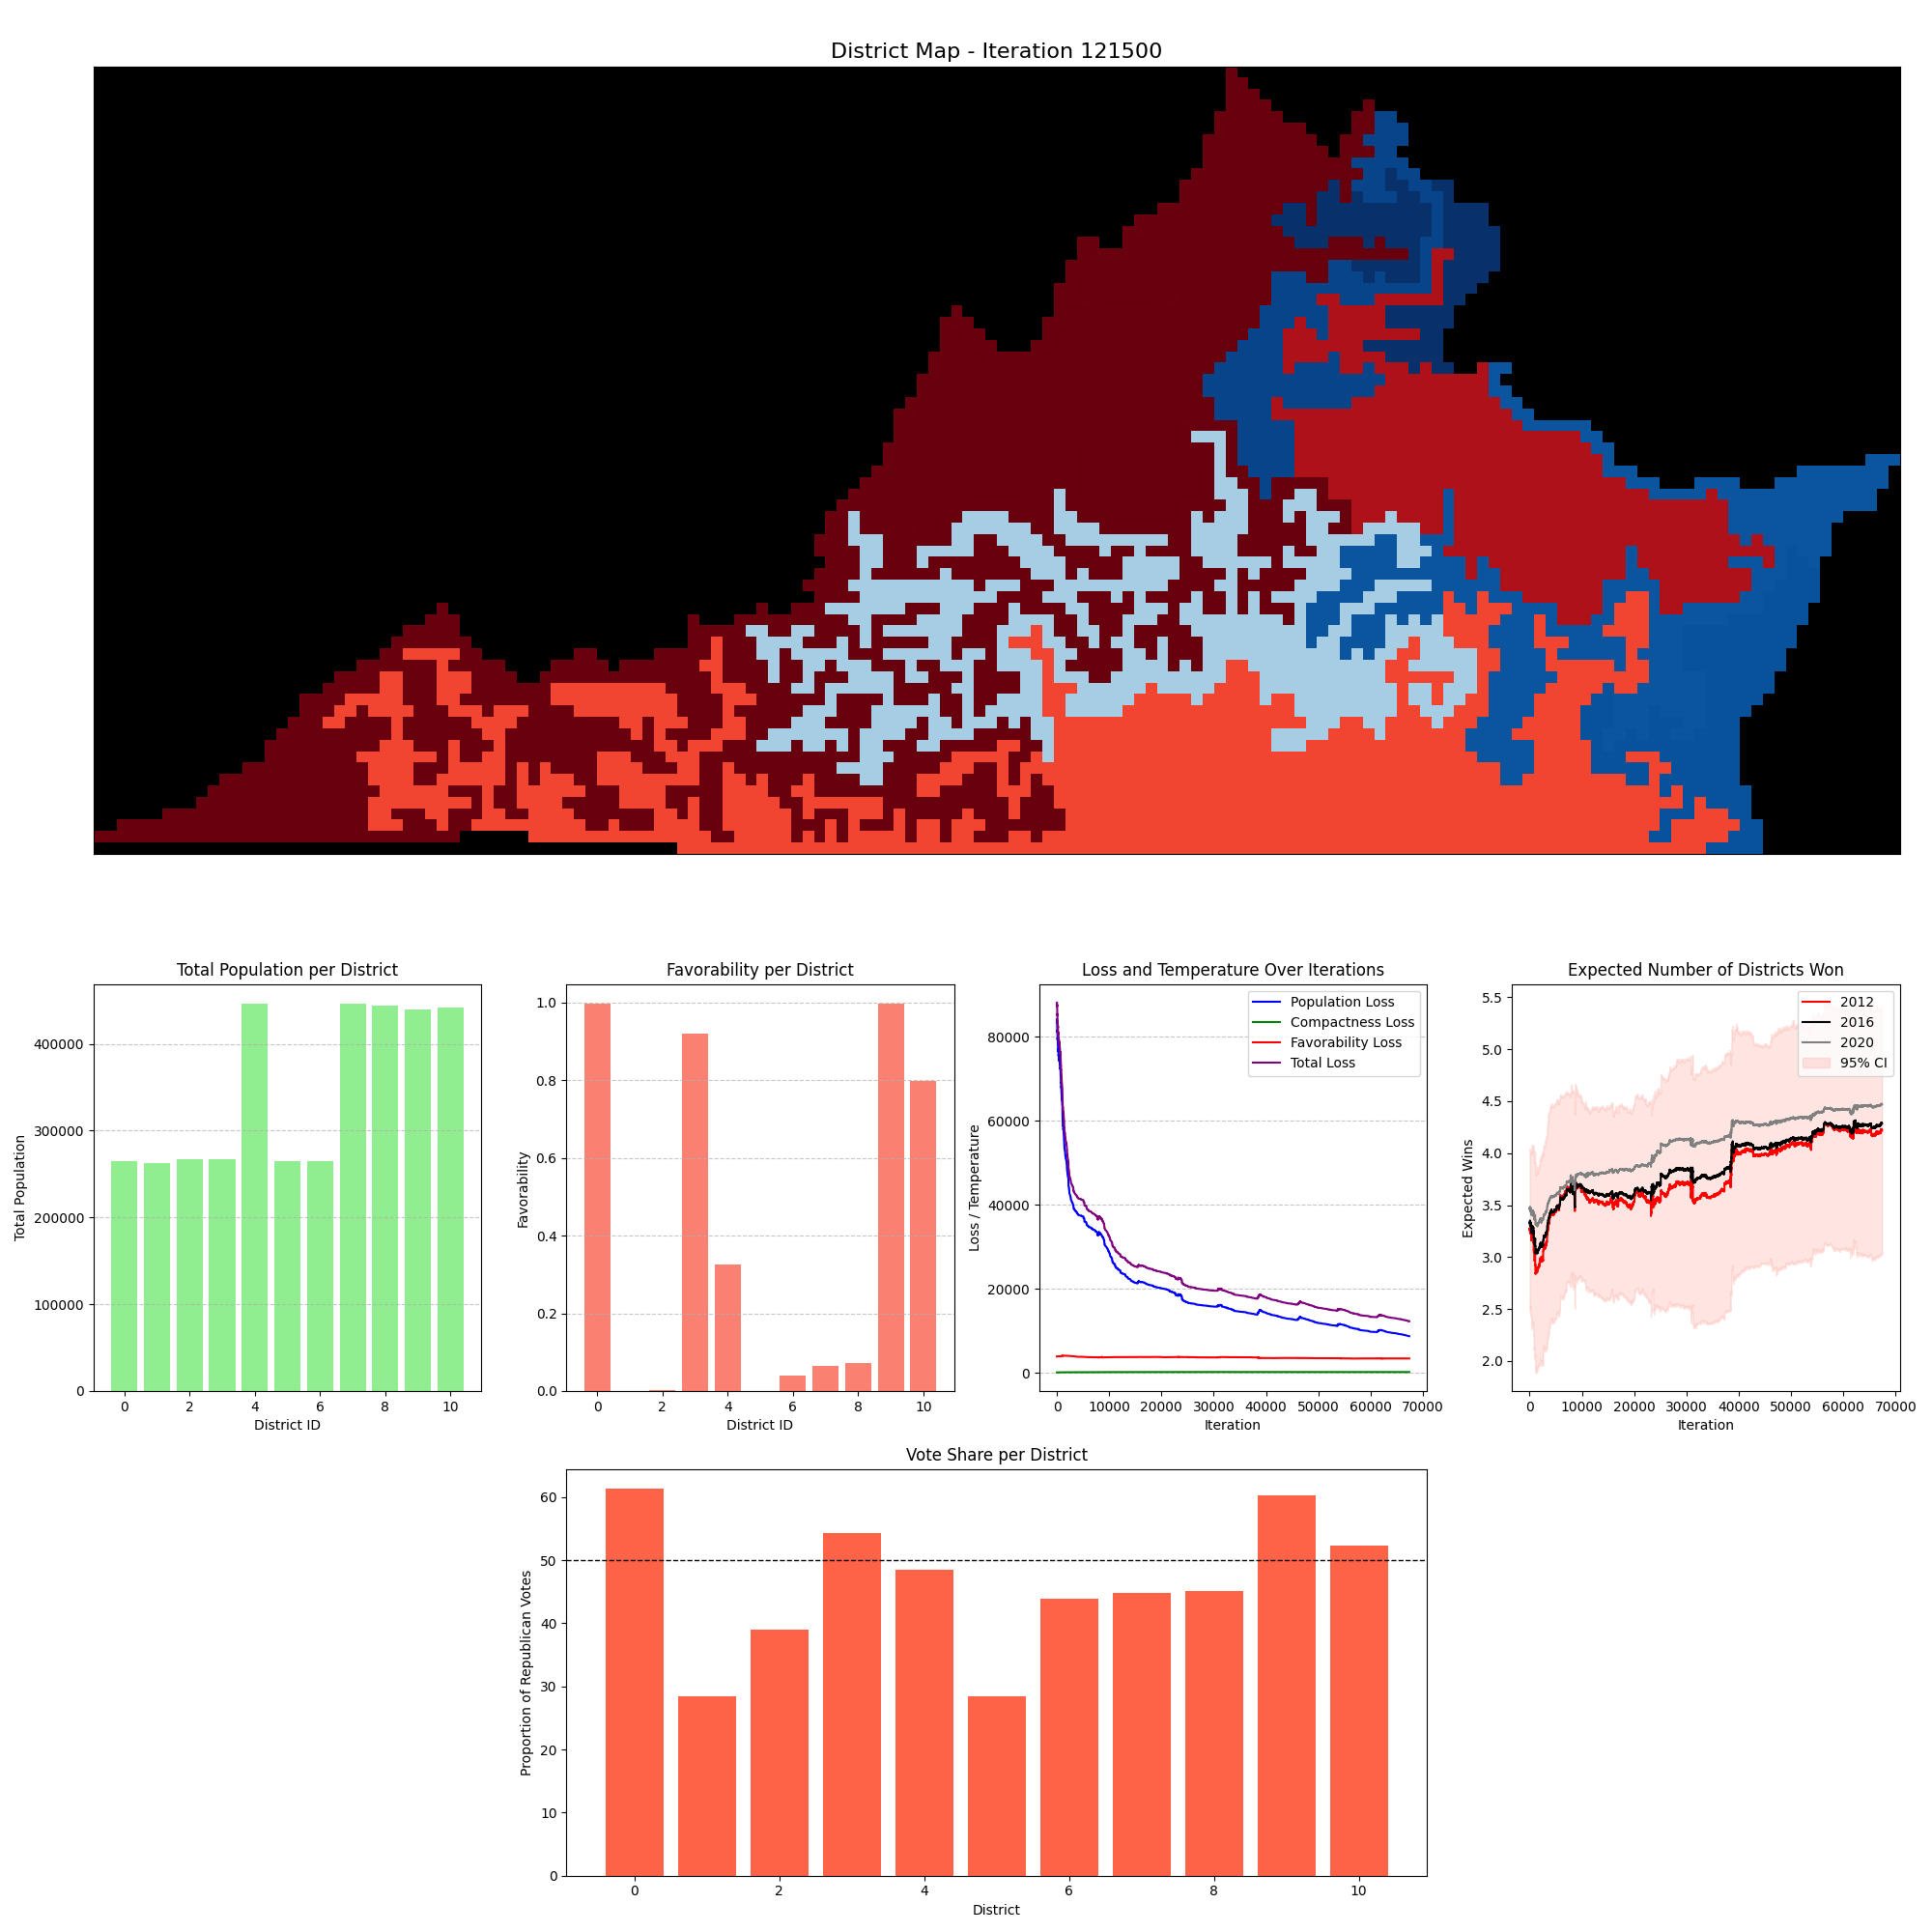 District Map - Iteration 121500
Total Population per District
Total Population
400000
300000
200000
100000
0
0 2 4 6 8 10
District ID
Favorability per District
Favorability
1.0
0.8
0.6
0.4
0.2
0.0
0 2 4 6 8 10
District ID
Loss and Temperature Over Iterations
Loss / Temperature
80000
60000
40000
20000
0
Population Loss
Compactness Loss
Favorability Loss
Total Loss
0 10000 20000 30000 40000 50000 60000 70000
Iteration
Expected Number of Districts Won
Expected Wins
5.5
5.0
4.5
4.0
3.5
3.0
2.5
2.0
2012
2016
2020
95% CI
0 10000 20000 30000 40000 50000 60000 70000
Iteration
Vote Share per District
Proportion of Republican Votes
60
50
40
30
20
10
0
0 2 4 6 8 10
District